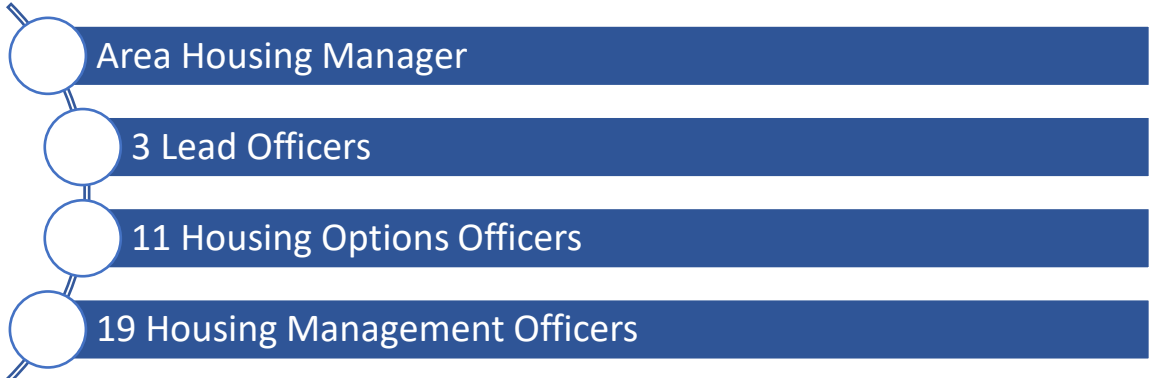 Area Housing Manager
3 Lead Officers
11 Housing Options Officers
19 Housing Management Officers